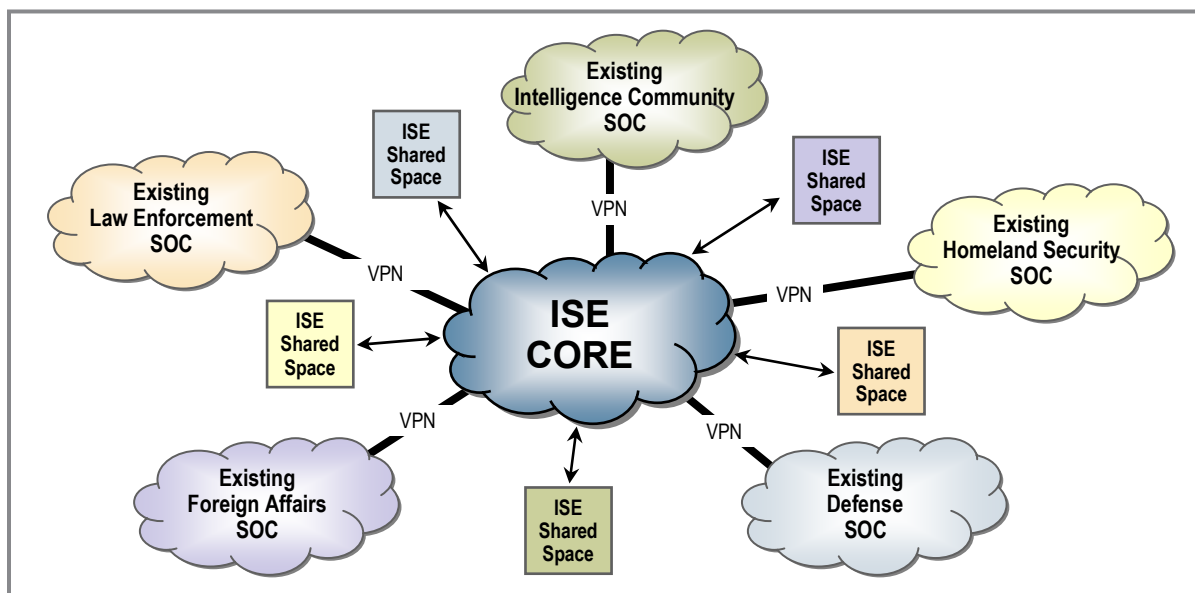 Existing
Intelligence Community
SOC
ISE
Shared
Space
ISE
Shared
Space
Existing
Law Enforcement
SOC
VPN
Existing
Homeland Security
SOC
VPN
VPN
ISE
CORE
ISE
Shared
Space
ISE
Shared
Space
VPN
VPN
Existing
Foreign Affairs
SOC
ISE
Shared
Space
Existing
Defense
SOC